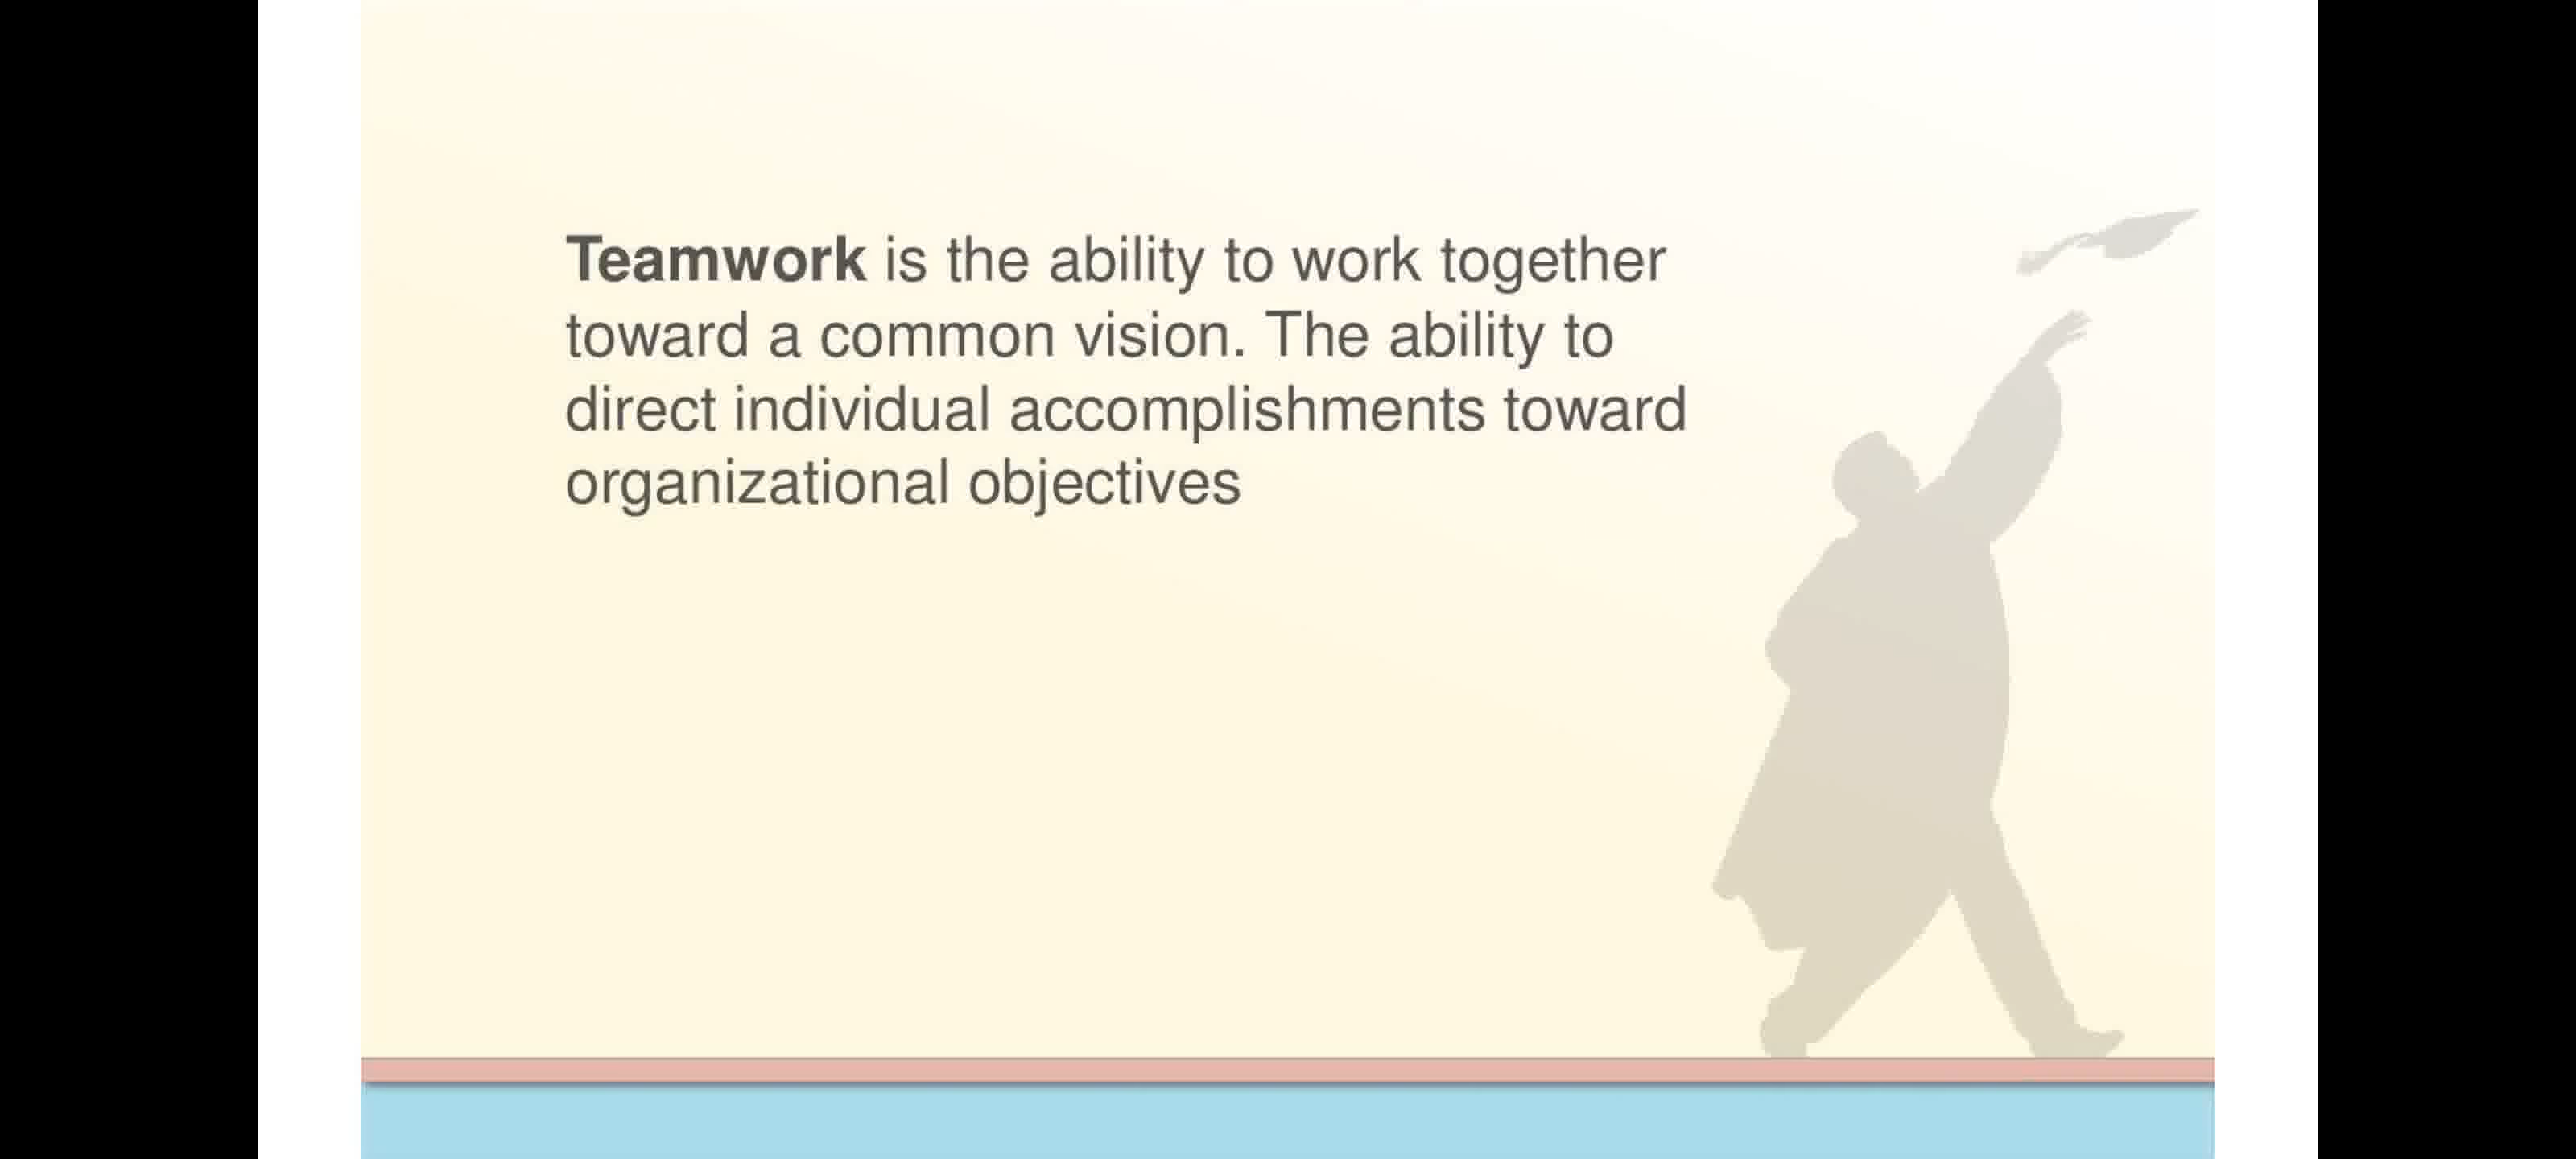 Teamwork is the ability to work together
toward a common vision. The ability to
direct individual accomplishments toward
organizational objectives